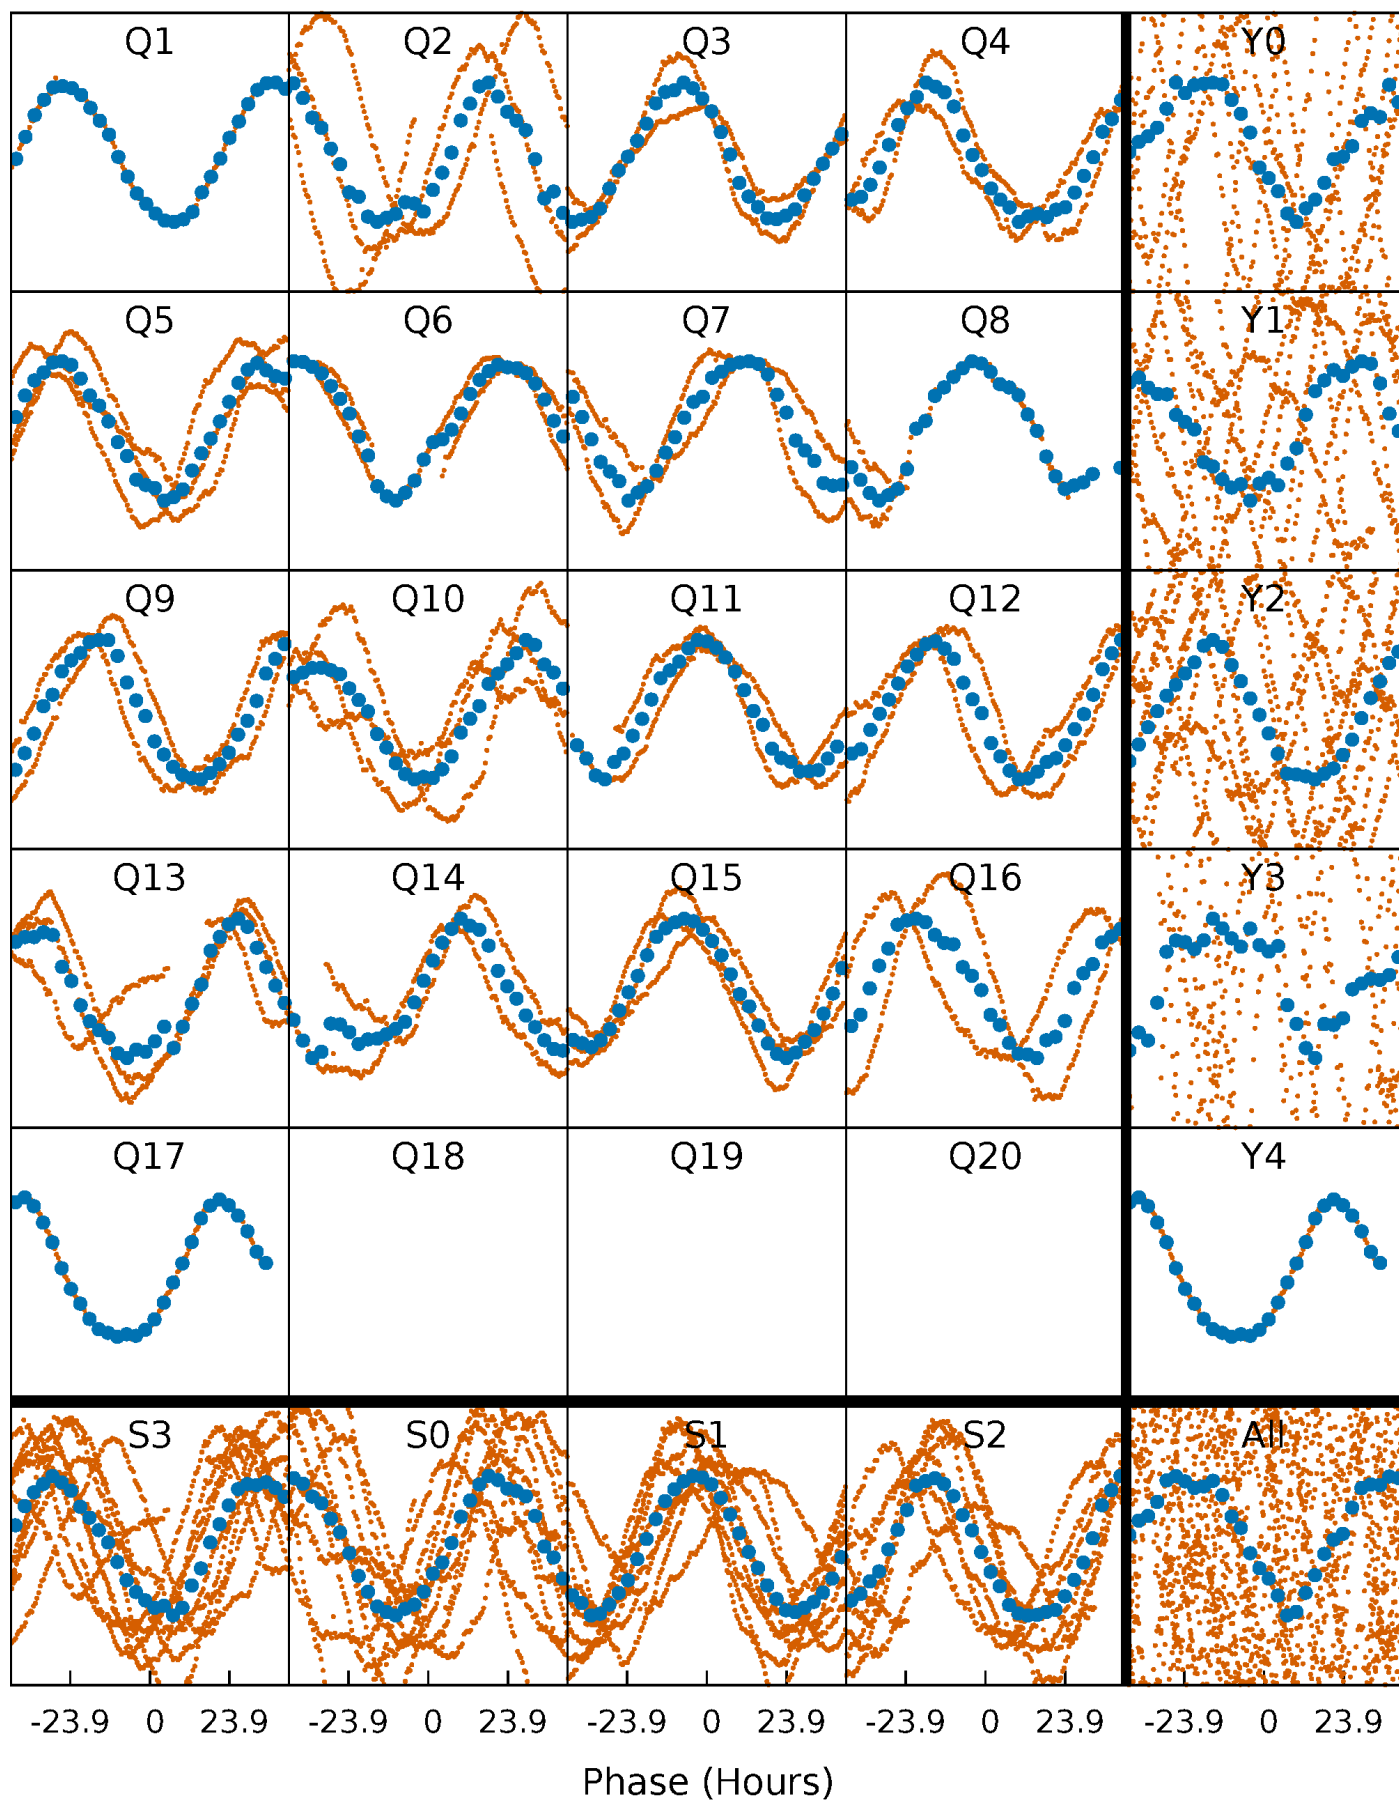 Q1 Q2 Q3 Q4 Y0
Q5 Q6 Q7 Q8 Y1
Q9 Q10 Q11 Q12 Y2
Q13 Q14 Q15 Q16 Y3
Q17 Q18 Q19 Q20 Y4
S3 S0 S1 S2 All
-23.9 0 23.9 -23.9 0 23.9 -23.9 0 23.9 -23.9 0 23.9 -23.9 0 23.9
Phase (Hours)